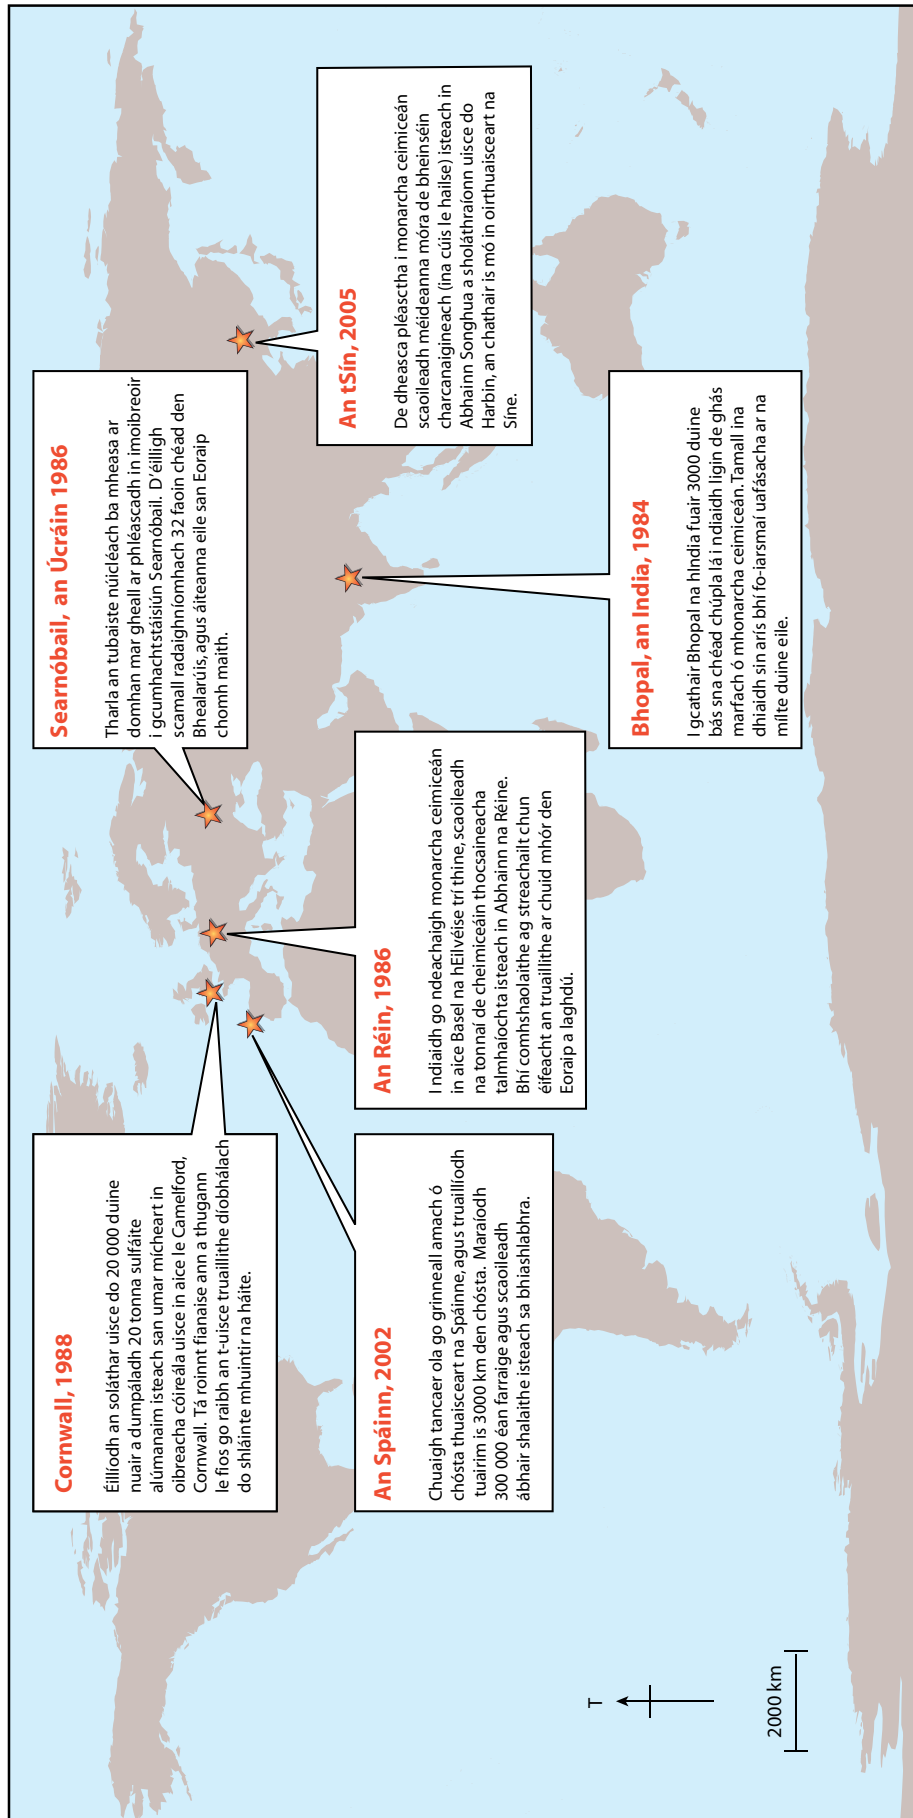 Cornwall, 1988
Éillíodh an soláthar uisce do 20 000 duine
nuair a dumpáladh 20 tonna sulfáite
alúmanaim isteach san umar mícheart in
oibreacha cóireála uisce in aice le Camelford,
Cornwall. Tá roinnt fianaise ann a thugann
le fios go raibh an t-uisce truaillithe díobhálach
do shláinte mhuintir na háite.
Searnóbail, an Úcráin 1986
Tharla an tubaiste núicléach ba mheasa ar
domhan mar gheall ar phléascadh in imoibreoir
i gcumhachtstáisiún Searnóbail. D'éilligh
scamall radaighníomhach 32 faoin chéad den
Bhealarúis, agus áiteanna eile san Eoraip
chomh maith.
An tSín, 2005
De dheasca pléasctha i monarcha ceimiceán
scaoileadh méideanna móra de bheinséin
charcanaigineach (ina cúis le hailse) isteach in
Abhainn Songhua a sholáthraíonn uisce do
Harbin, an chathair is mó in oirthuaisceart na
Síne.
An Spáinn, 2002
Chuaigh tancaer ola go grinneall amach ó
chósta thuaisceart na Spáinne, agus truaillíodh
tuairim is 3000 km den chósta. Maraíodh
300 000 éan farraige agus scaoileadh
ábhair shalaithe isteach sa bhiashlabhra.
An Réin, 1986
I ndiaidh go ndeachaigh monarcha ceimiceán
in aice Basel na hEilvéise trí thine, scaoileadh
na tonnaí de cheimiceáin thocsaineacha
talmhaíochta isteach in Abhainn na Réine.
Bhí comhshaolaithe ag streachailt chun
éifeacht an truaillithe ar chuid mhór den
Eoraip a laghdú.
Bhopal, an India, 1984
I gcathair Bhopal na hIndia fuair 3000 duine
bás sna chéad chúpla lá i ndiaidh ligin de ghás
marfach ó mhonarcha ceimiceán. Tamall ina
dhiaidh sin arís bhí fo-iarsmaí uafásacha ar na
mílte duine eile.
T
2000 km